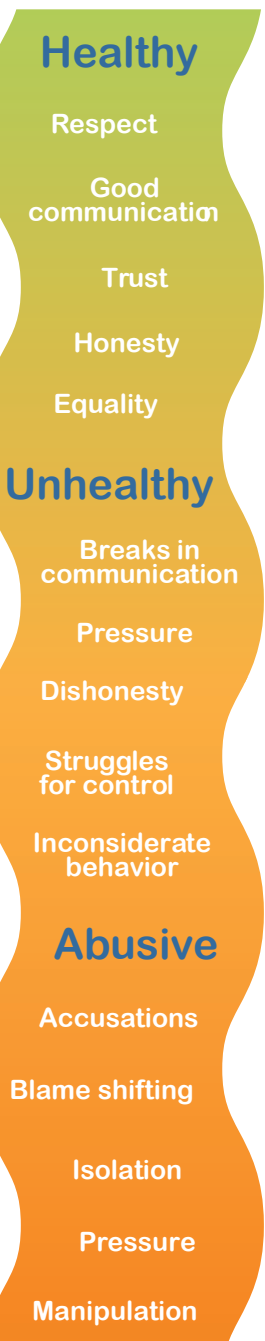 Healthy
Respect
Good
communication
Trust
Honesty
Equality
Unhealthy
Breaks in
communication
Pressure
Dishonesty
Struggles
for control
Inconsiderate
behavior
Abusive
Accusations
Blame shifting
Isolation
Pressure
Manipulation